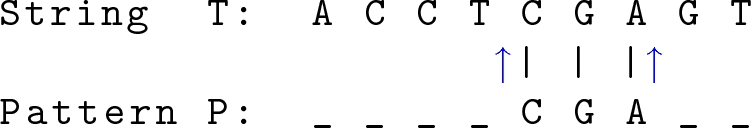 String T: A C C T C G A G T
↑| | |↑
Pattern P: _ _ _ _ C G A _ _